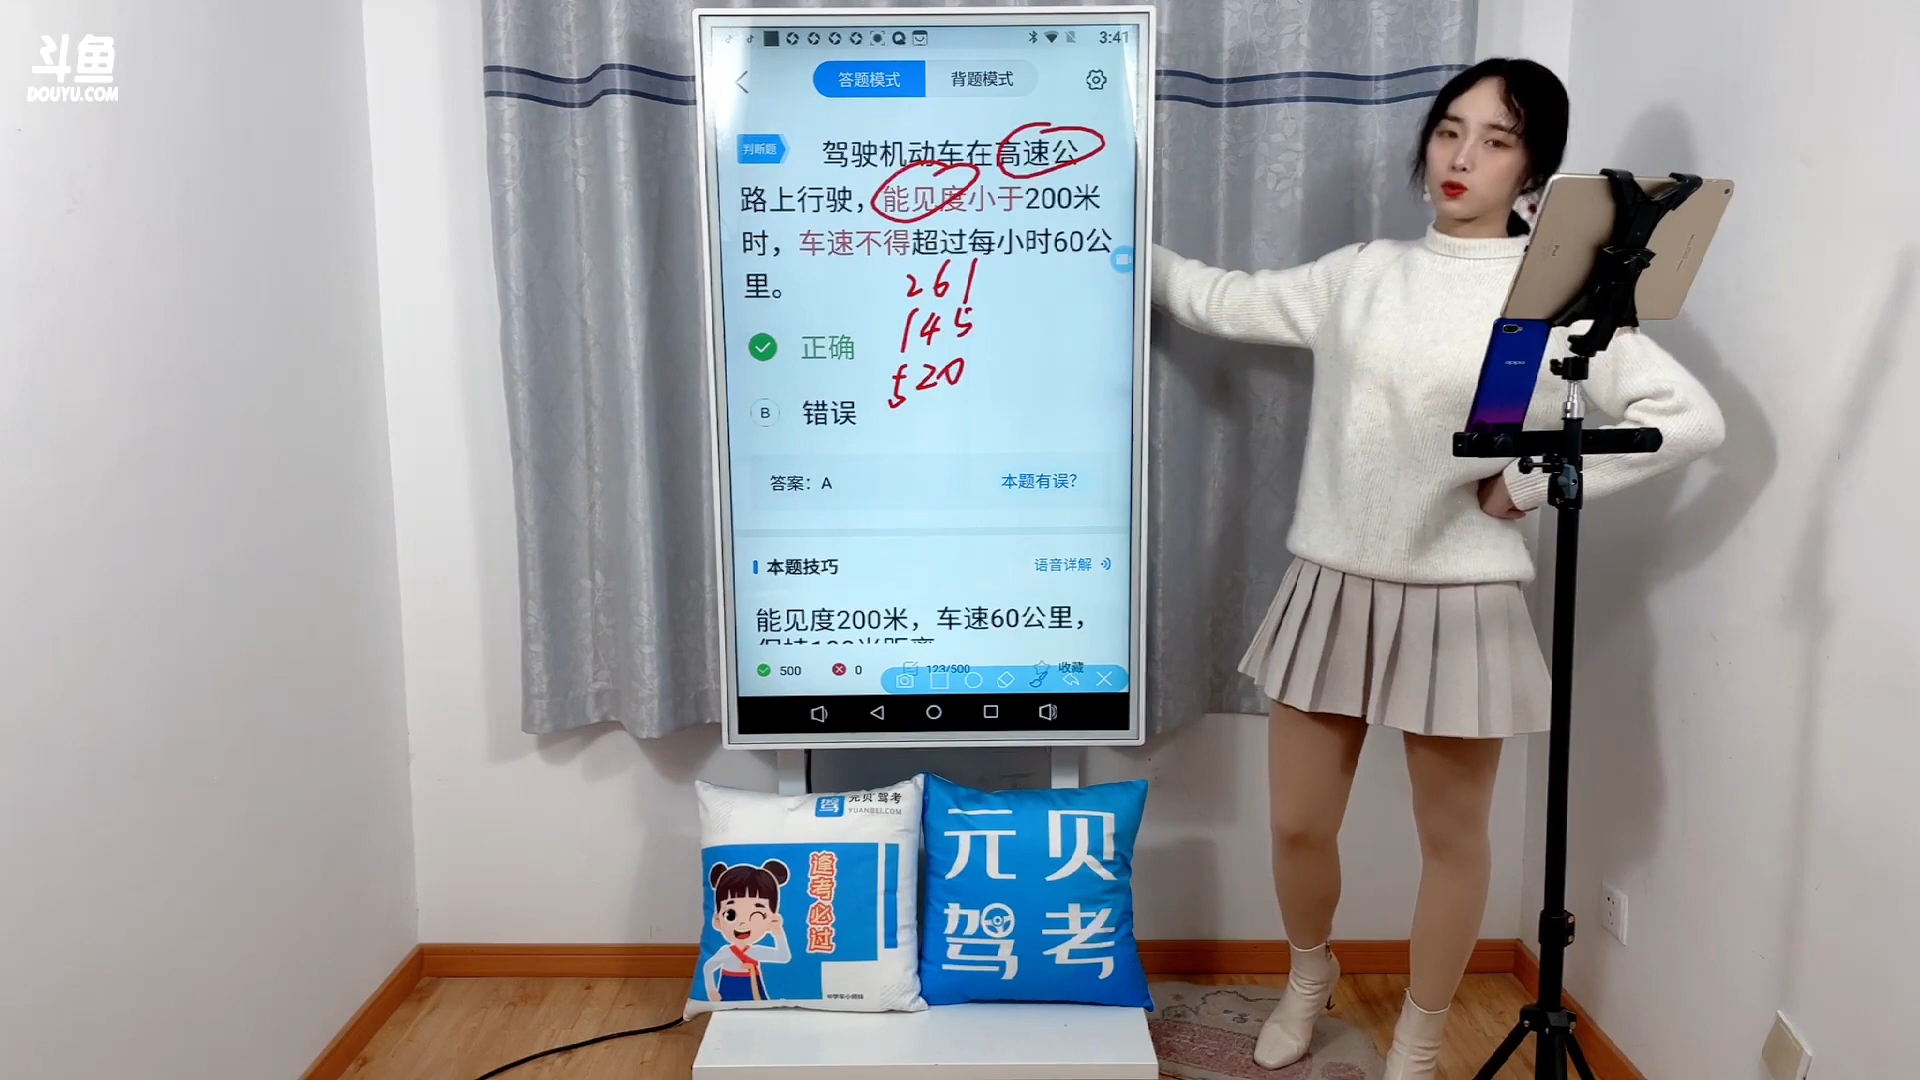 斗鱼
DOUYU.COM
3:41
答题模式 背题模式
判断题 驾驶机动车在高速公
路上行驶，能见度小于200米
时，车速不得超过每小时60公
里。
261
145
520
正确
B 错误
答案：A 本题有误?
本题技巧 语音详解
能见度200米，车速60公里，
500 0 123/500 收藏
元贝驾考
YUANBEI.COM
逢考必过
元贝
驾考
oppo